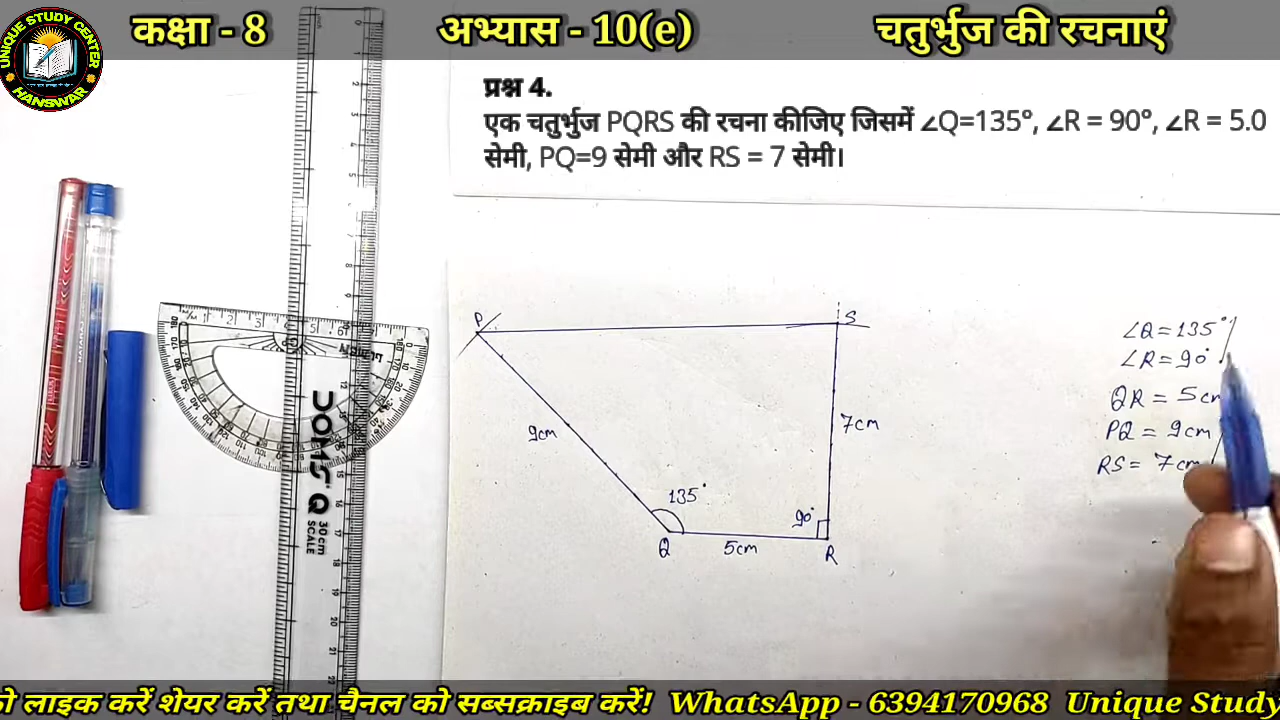 कक्षा - 8
अभ्यास - 10(e)
चतुर्भुज की रचनाएं
UNIQUE STUDY CENTER
HANSWAR
प्रश्न 4.
एक चतुर्भुज PQRS की रचना कीजिए जिसमें ∠Q=135°, ∠R = 90°, ∠R = 5.0
सेमी, PQ=9 सेमी और RS = 7 सेमी।
P
S
9cm
7cm
135°
90°
Q
5cm
R
∠Q = 135°
∠R = 90°
QR = 5cm
PQ = 9cm
RS = 7cm
DOMS
30cm
SCALE
को लाइक करें शेयर करें तथा चैनल को सब्सक्राइब करें! WhatsApp - 6394170968 Unique Study